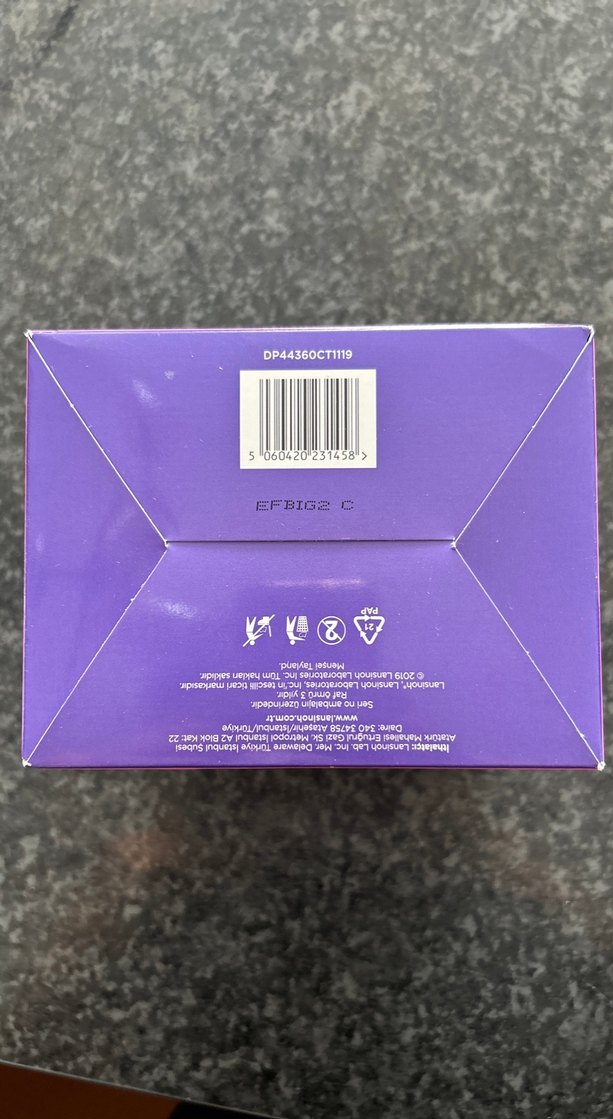 DP44360CT1119
5 060420 231458 >
EFBIG2 C
İthalatçı: Lansinoh Lab. Inc. Mer. Delaware Türkiye İstanbul Şubesi
Atatürk Mahallesi Ertuğrul Gazi Sk. Metropol İstanbul A2 Blok Kat: 22
Daire: 340 34758 Ataşehir/İstanbul/Türkiye
www.lansinoh.com.tr
Seri no ambalajın üzerindedir.
Raf ömrü 3 yıldır.
Lansinoh®, Lansinoh Laboratories, Inc.'in tescilli ticari markasıdır.
© 2019 Lansinoh Laboratories Inc. Tüm hakları saklıdır.
Menşei Tayland.
21
PAP
2